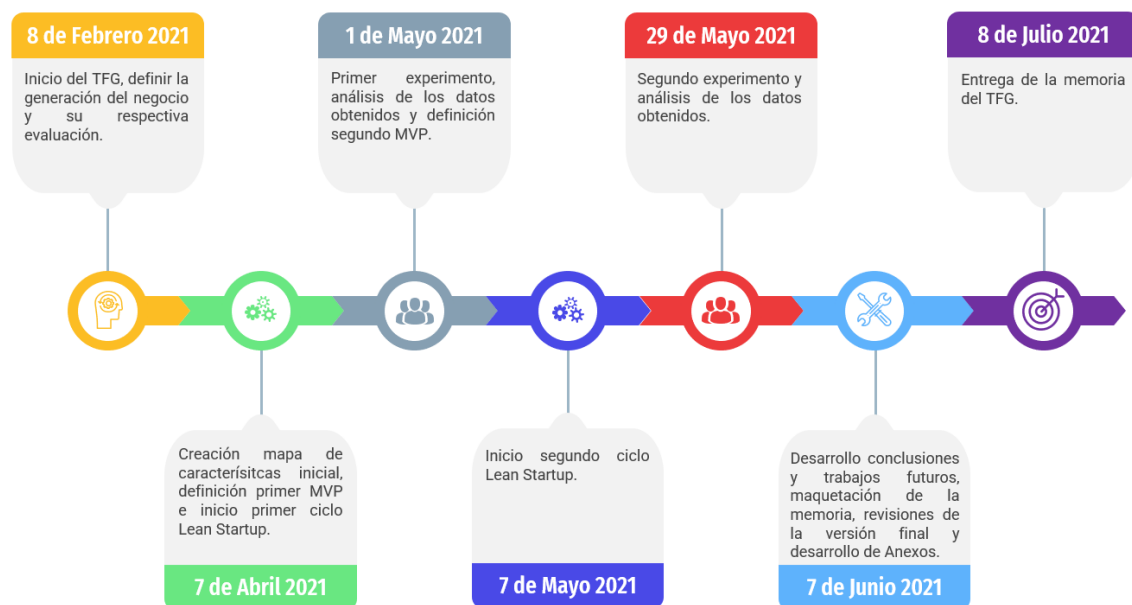 8 de Febrero 2021
Inicio del TFG, definir la
generación del negocio
y su respectiva
evaluación.
1 de Mayo 2021
Primer experimento,
análisis de los datos
obtenidos y definición
segundo MVP.
29 de Mayo 2021
Segundo experimento y
análisis de los datos
obtenidos.
8 de Julio 2021
Entrega de la memoria
del TFG.
Creación mapa de
caracterísitcas inicial,
definición primer MVP
e inicio primer ciclo
Lean Startup.
7 de Abril 2021
Inicio segundo ciclo
Lean Startup.
7 de Mayo 2021
Desarrollo conclusiones
y trabajos futuros,
maquetación de la
memoria, revisiones de
la versión final y
desarrollo de Anexos.
7 de Junio 2021